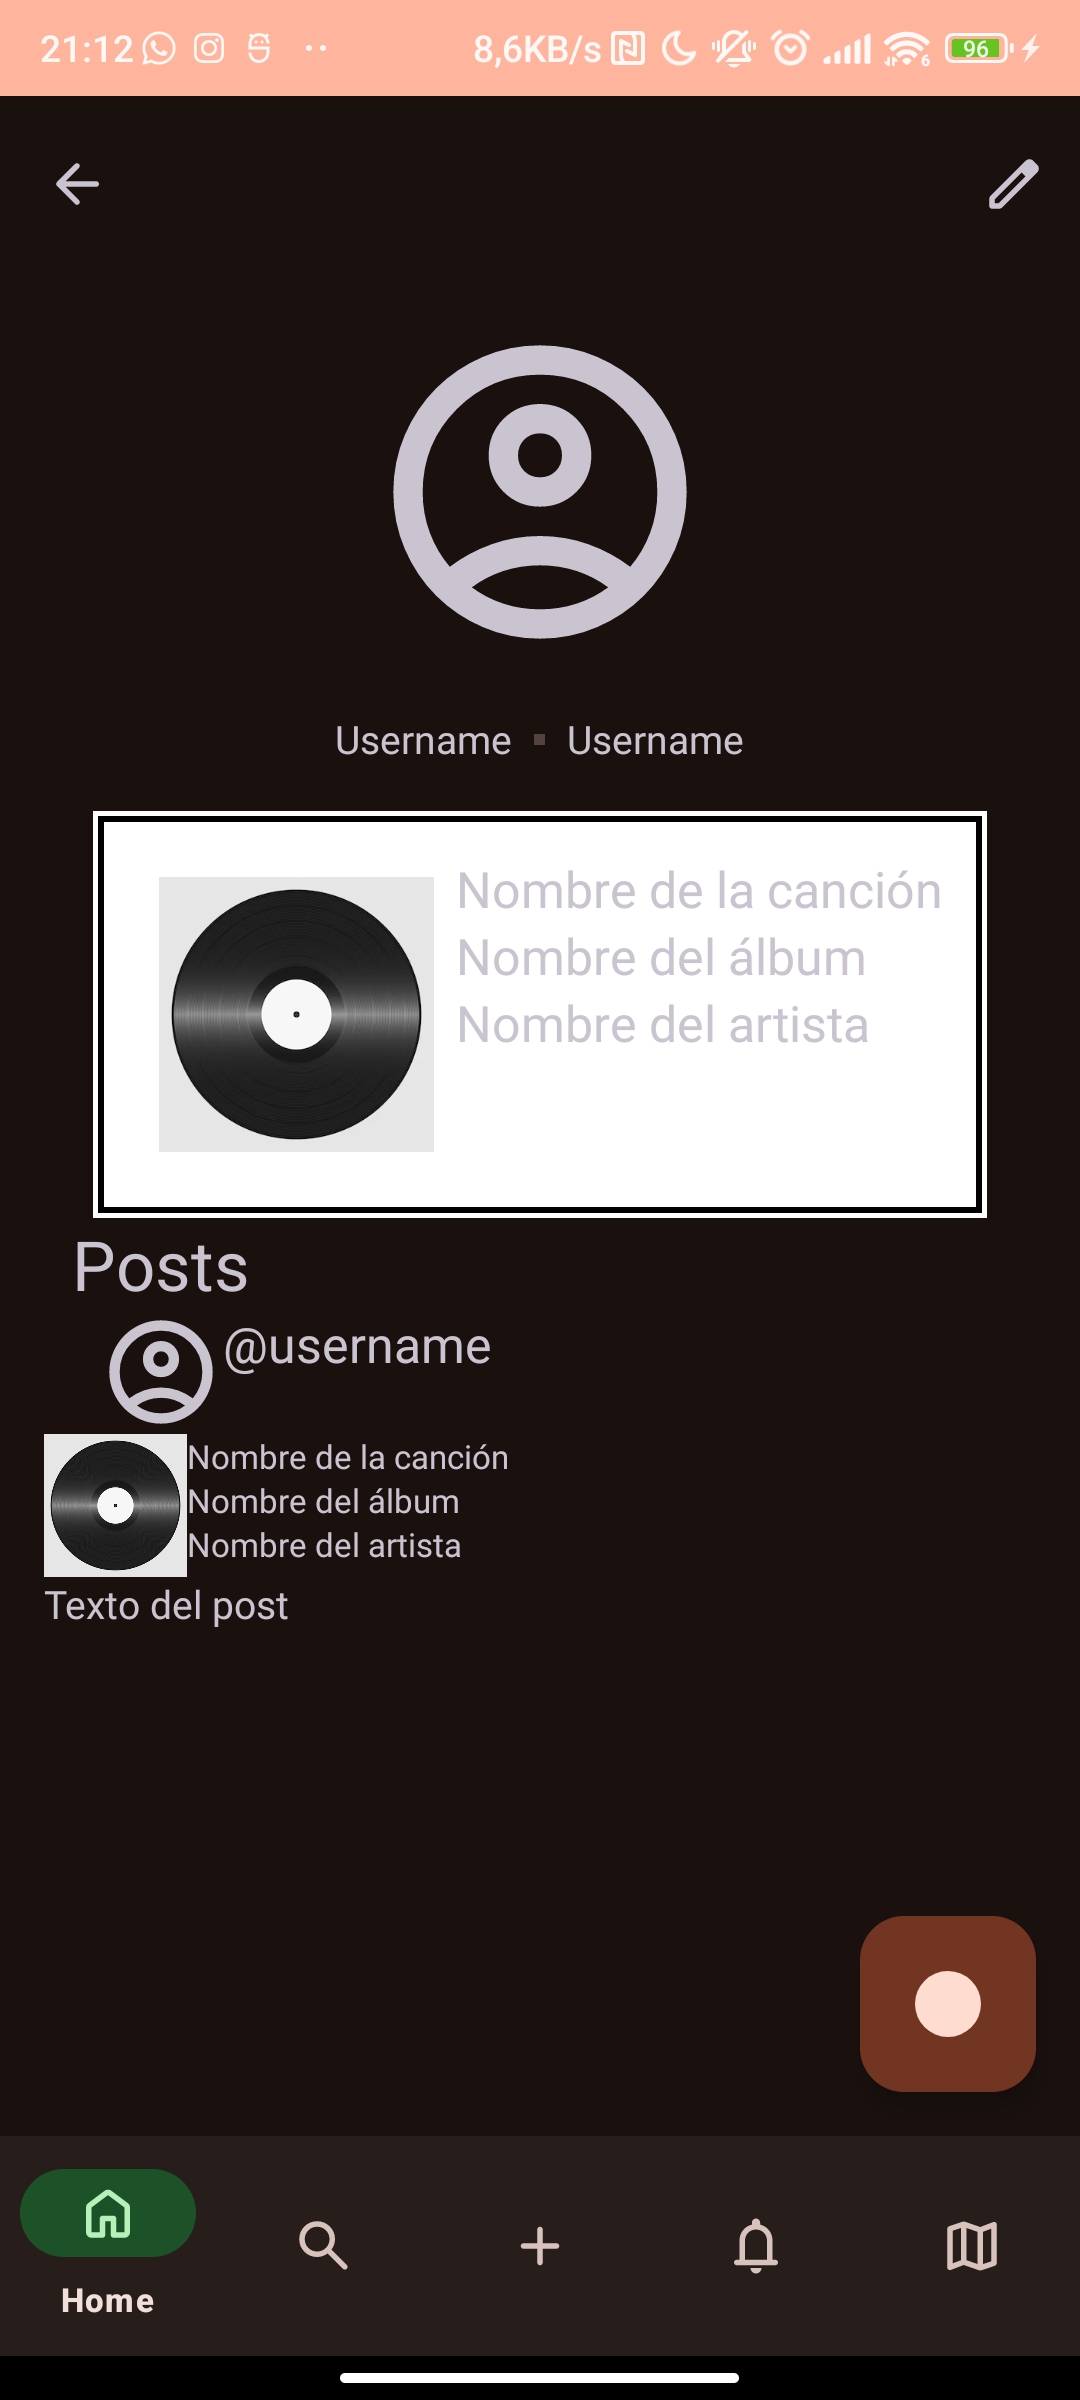 21:12 8,6KB/s 6 96
Username ▪ Username
Nombre de la canción
Nombre del álbum
Nombre del artista
Posts
@username
Nombre de la canción
Nombre del álbum
Nombre del artista
Texto del post
Home